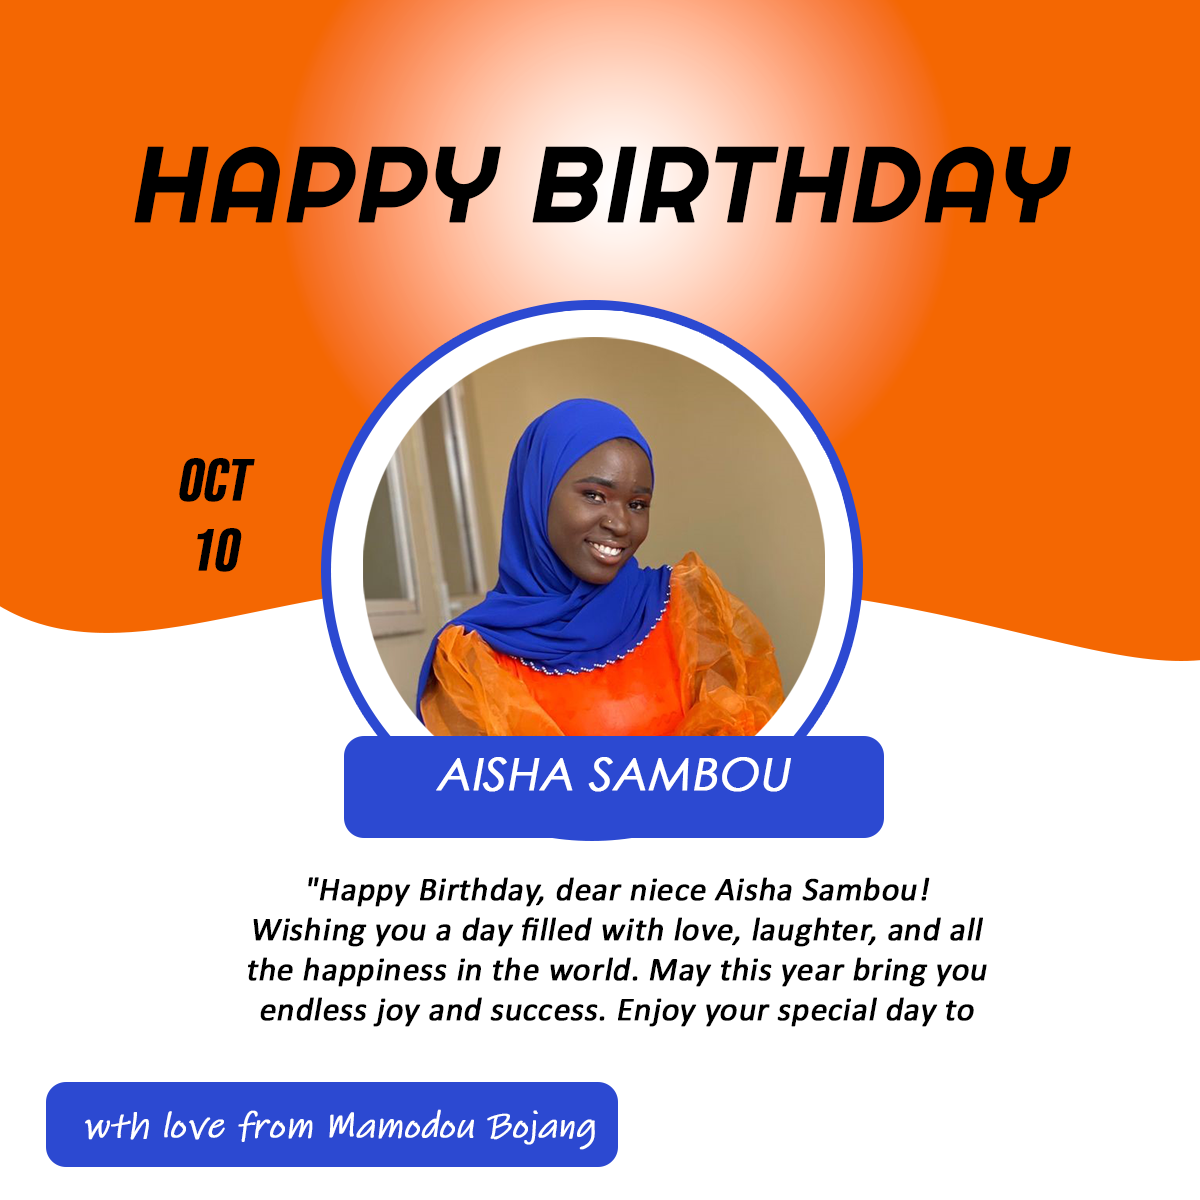 HAPPY BIRTHDAY
OCT
10
AISHA SAMBOU
"Happy Birthday, dear niece Aisha Sambou!
Wishing you a day filled with love, laughter, and all
the happiness in the world. May this year bring you
endless joy and success. Enjoy your special day to
wth love from Mamodou Bojang